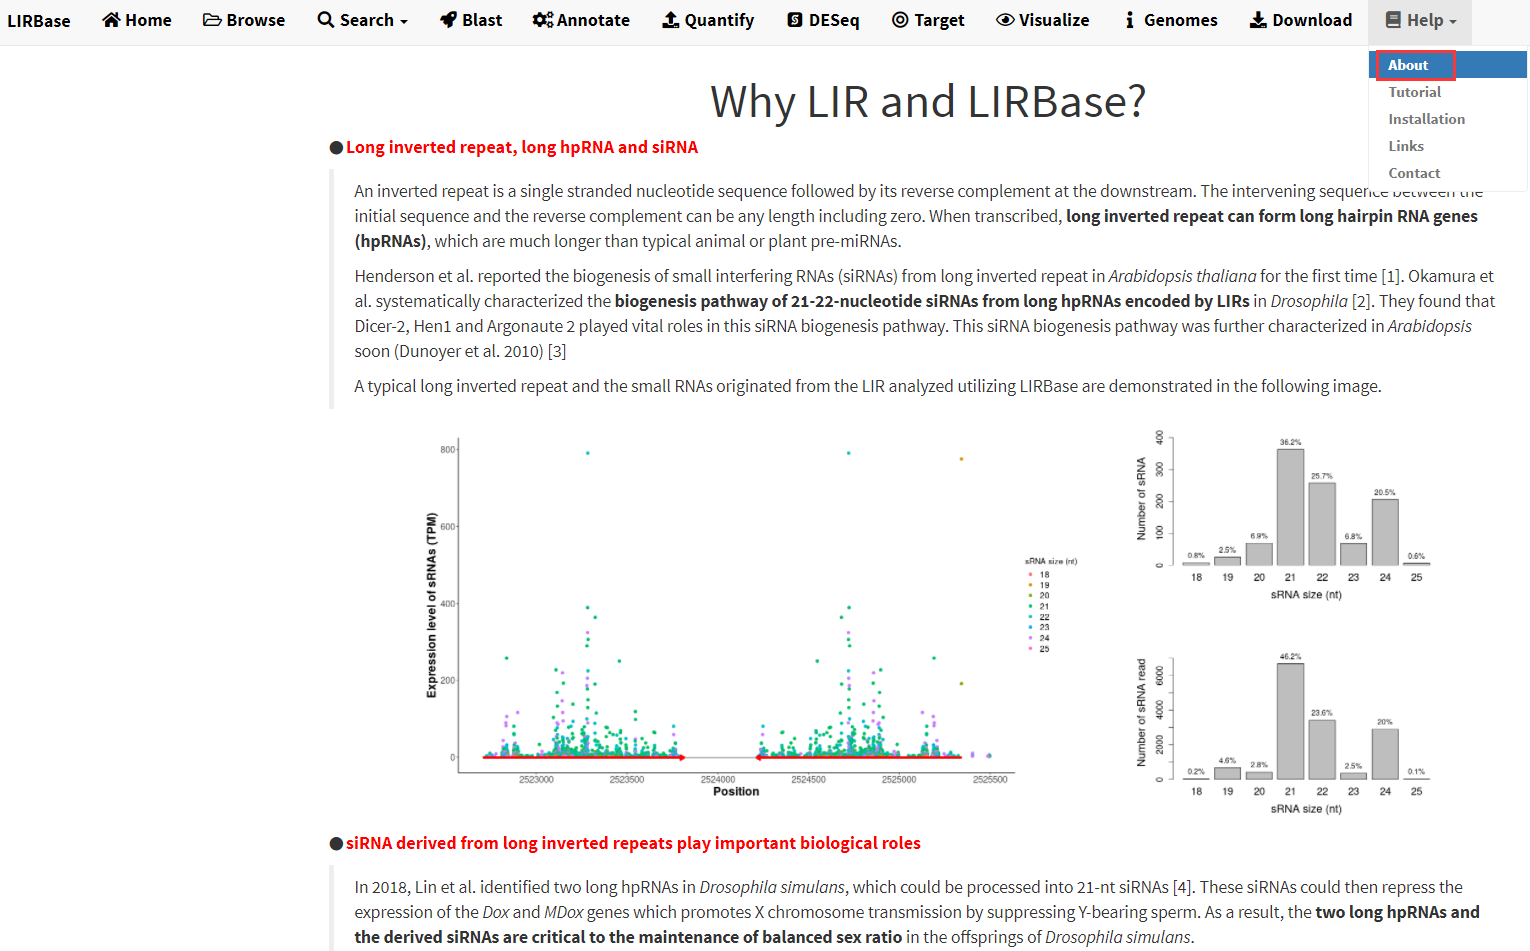 LIRBase Home Browse Search Blast Annotate Quantify DESeq Target Visualize Genomes Download Help
About
Tutorial
Installation
Links
Contact
Why LIR and LIRBase?
Long inverted repeat, long hpRNA and siRNA
An inverted repeat is a single stranded nucleotide sequence followed by its reverse complement at the downstream. The intervening sequence between the
initial sequence and the reverse complement can be any length including zero. When transcribed, long inverted repeat can form long hairpin RNA genes
(hpRNAs), which are much longer than typical animal or plant pre-miRNAs.
Henderson et al. reported the biogenesis of small interfering RNAs (siRNAs) from long inverted repeat in Arabidopsis thaliana for the first time [1]. Okamura et
al. systematically characterized the biogenesis pathway of 21-22-nucleotide siRNAs from long hpRNAs encoded by LIRs in Drosophila [2]. They found that
Dicer-2, Hen1 and Argonaute 2 played vital roles in this siRNA biogenesis pathway. This siRNA biogenesis pathway was further characterized in Arabidopsis
soon (Dunoyer et al. 2010) [3]
A typical long inverted repeat and the small RNAs originated from the LIR analyzed utilizing LIRBase are demonstrated in the following image.
Expression level of sRNAs (TPM)
800
600
400
200
0
2523000 2523500 2524000 2524500 2525000 2525500
Position
sRNA size (nt)
18
19
20
21
22
23
24
25
Number of sRNA
400
300
200
100
0
0.8% 2.5% 6.9% 36.2% 25.7% 6.8% 20.5% 0.6%
18 19 20 21 22 23 24 25
sRNA size (nt)
Number of sRNA read
6000
4000
2000
0
0.2% 4.6% 2.8% 46.2% 23.6% 2.5% 20% 0.1%
18 19 20 21 22 23 24 25
sRNA size (nt)
siRNA derived from long inverted repeats play important biological roles
In 2018, Lin et al. identified two long hpRNAs in Drosophila simulans, which could be processed into 21-nt siRNAs [4]. These siRNAs could then repress the
expression of the Dox and MDox genes which promotes X chromosome transmission by suppressing Y-bearing sperm. As a result, the two long hpRNAs and
the derived siRNAs are critical to the maintenance of balanced sex ratio in the offsprings of Drosophila simulans.